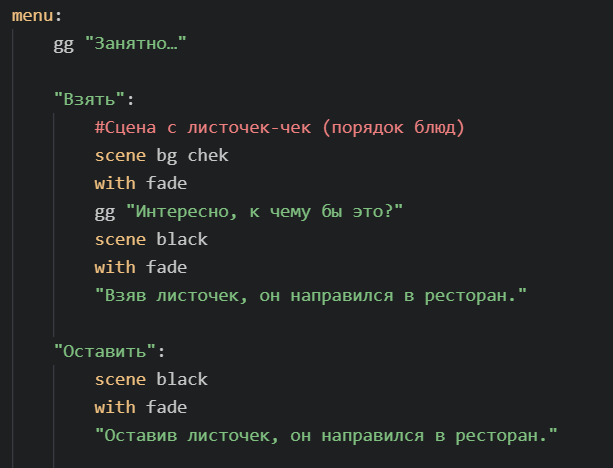 menu:
gg "Занятно…"
"Взять":
#Сцена с листочек-чек (порядок блюд)
scene bg chek
with fade
gg "Интересно, к чему бы это?"
scene black
with fade
"Взяв листочек, он направился в ресторан."
"Оставить":
scene black
with fade
"Оставив листочек, он направился в ресторан."